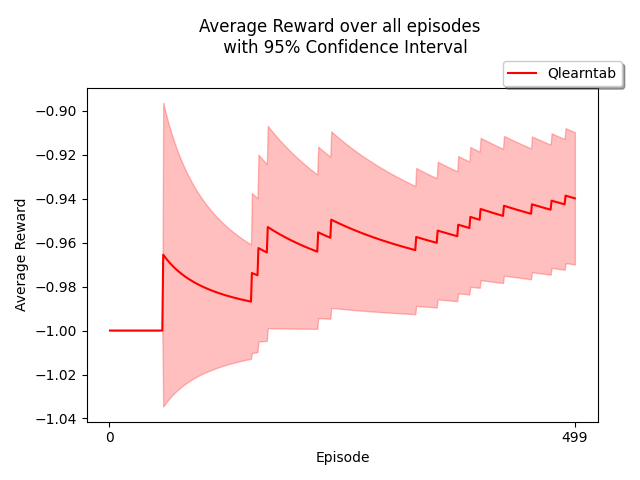 Average Reward over all episodes
with 95% Confidence Interval
Qlearntab
−0.90
−0.92
−0.94
−0.96
−0.98
−1.00
−1.02
−1.04
Average Reward
0
499
Episode